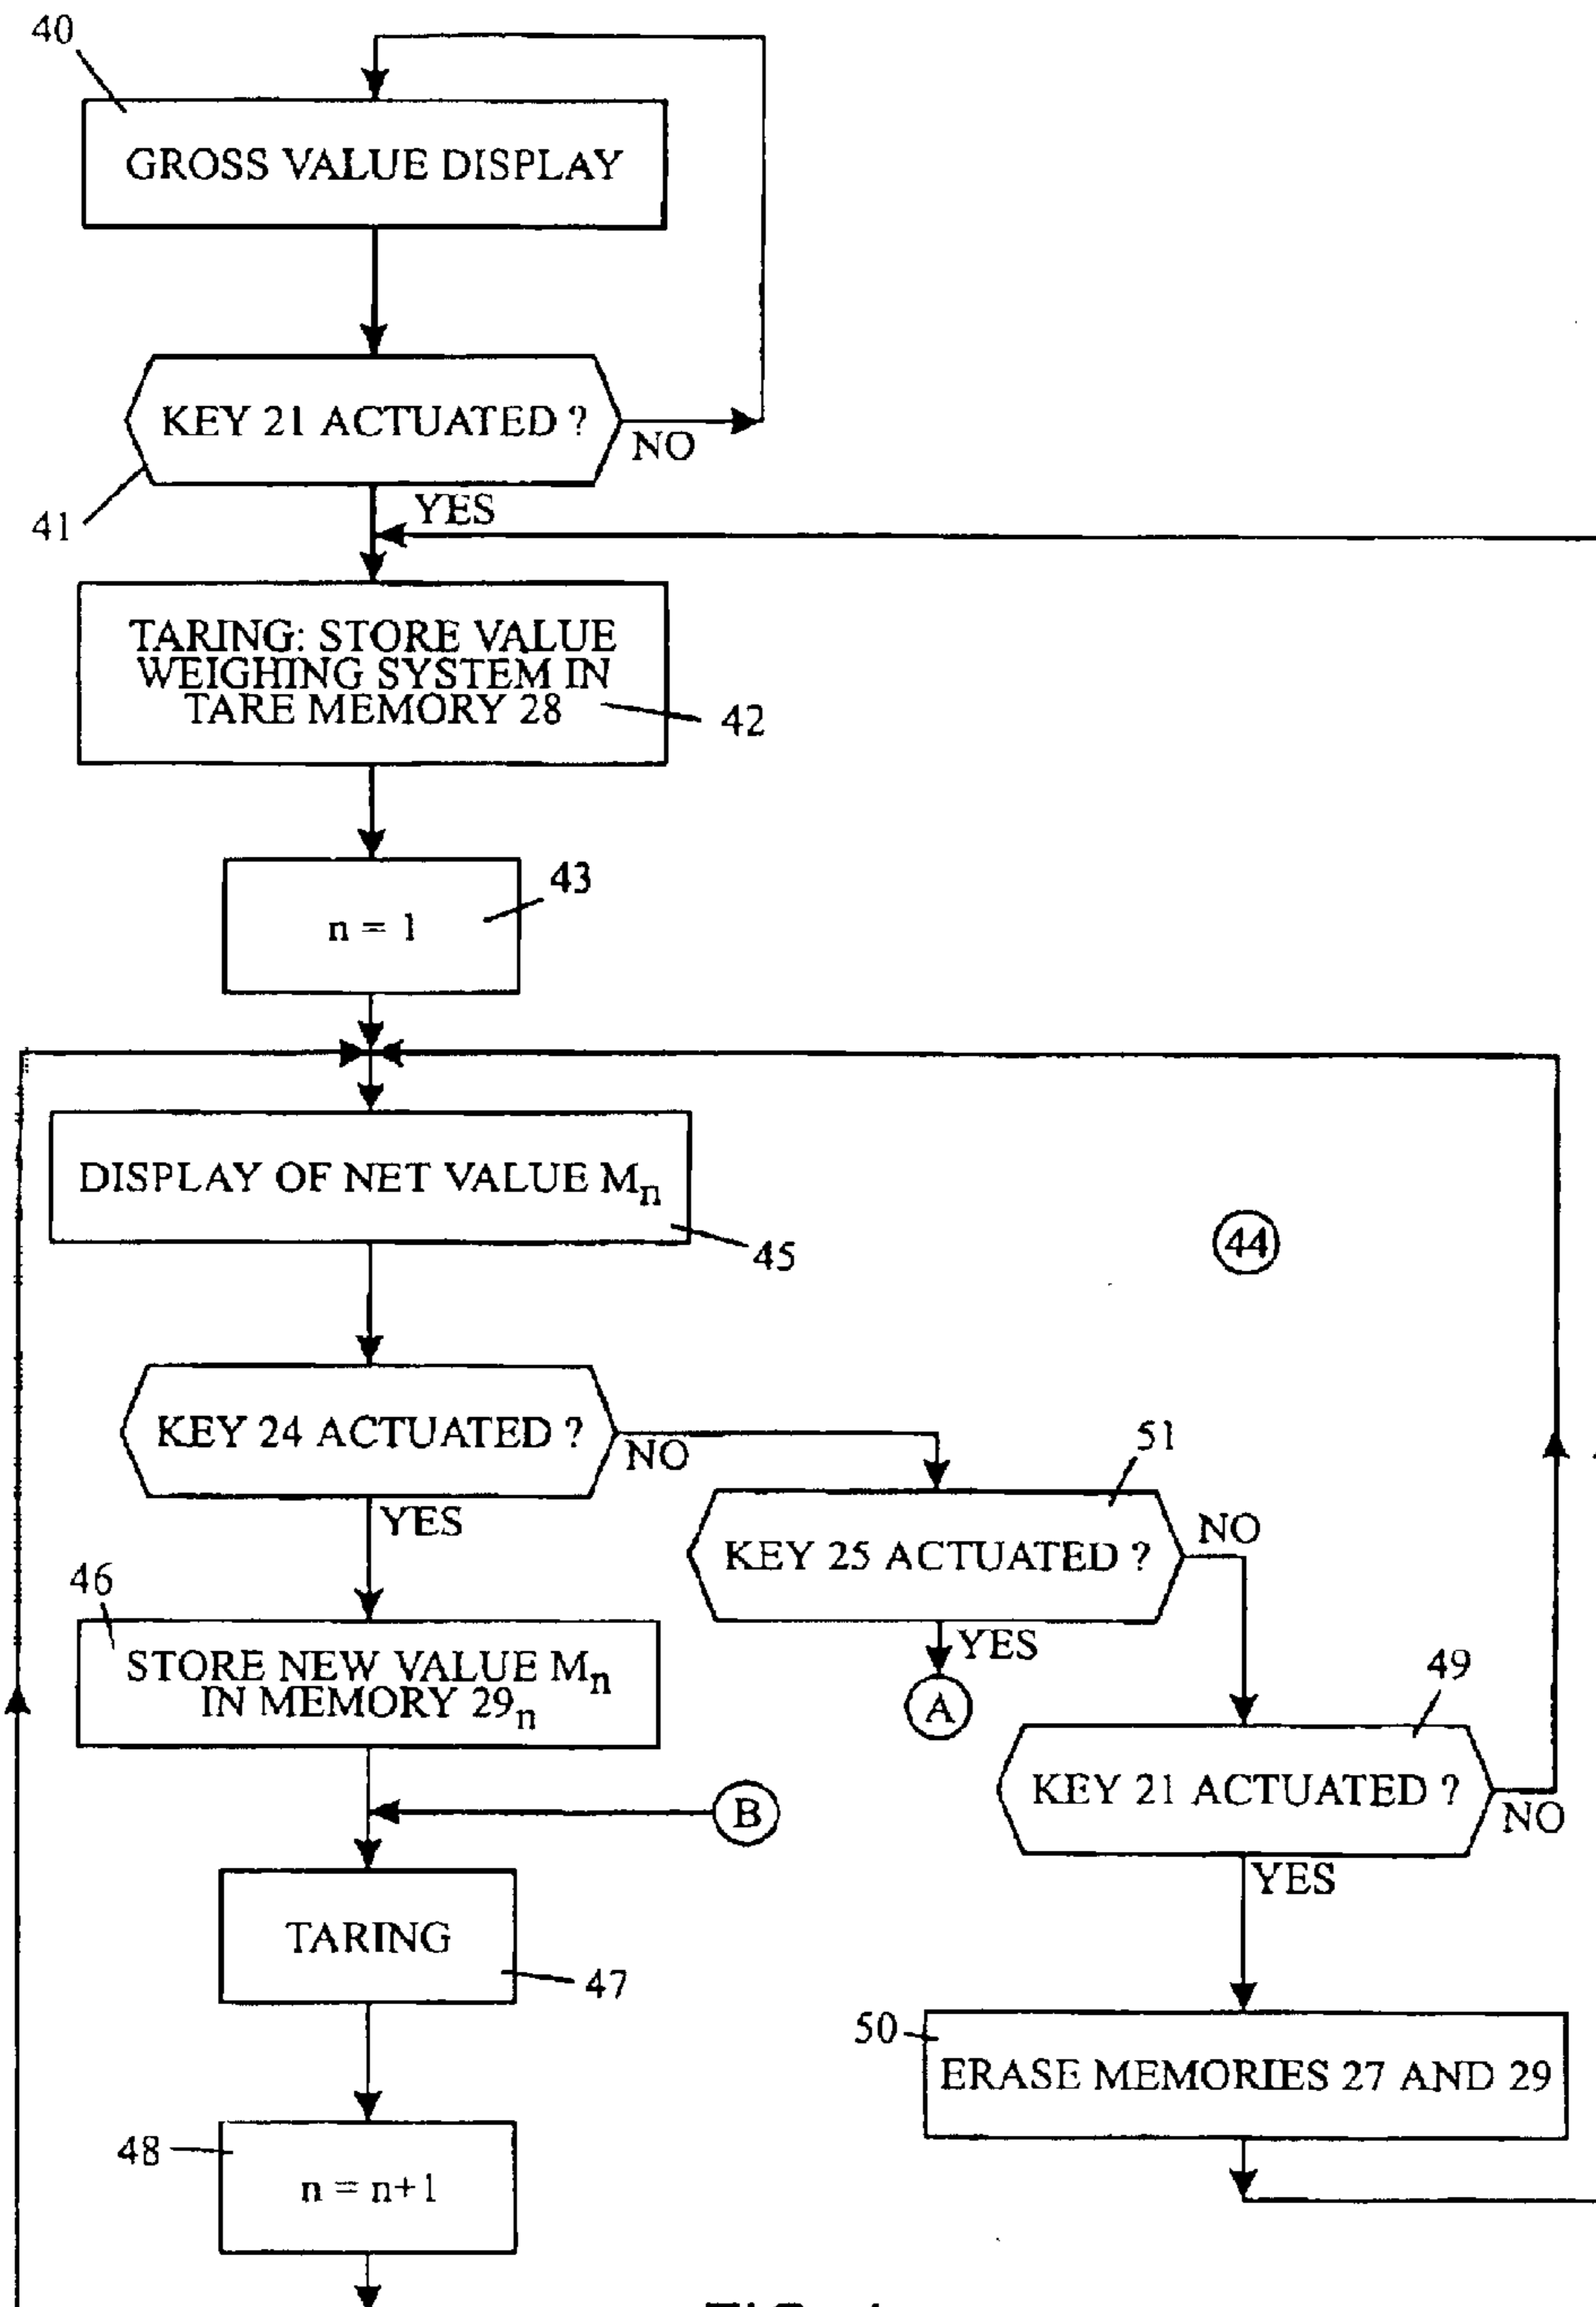 40
GROSS VALUE DISPLAY
KEY 21 ACTUATED ?
NO
41
YES
TARING: STORE VALUE
WEIGHING SYSTEM IN
TARE MEMORY 28
42
43
n = 1
DISPLAY OF NET VALUE Mn
45
44
KEY 24 ACTUATED ?
NO
YES
51
KEY 25 ACTUATED ?
NO
YES
A
46
STORE NEW VALUE Mn
IN MEMORY 29n
49
KEY 21 ACTUATED ?
NO
YES
B
TARING
47
50
ERASE MEMORIES 27 AND 29
48
n = n+1